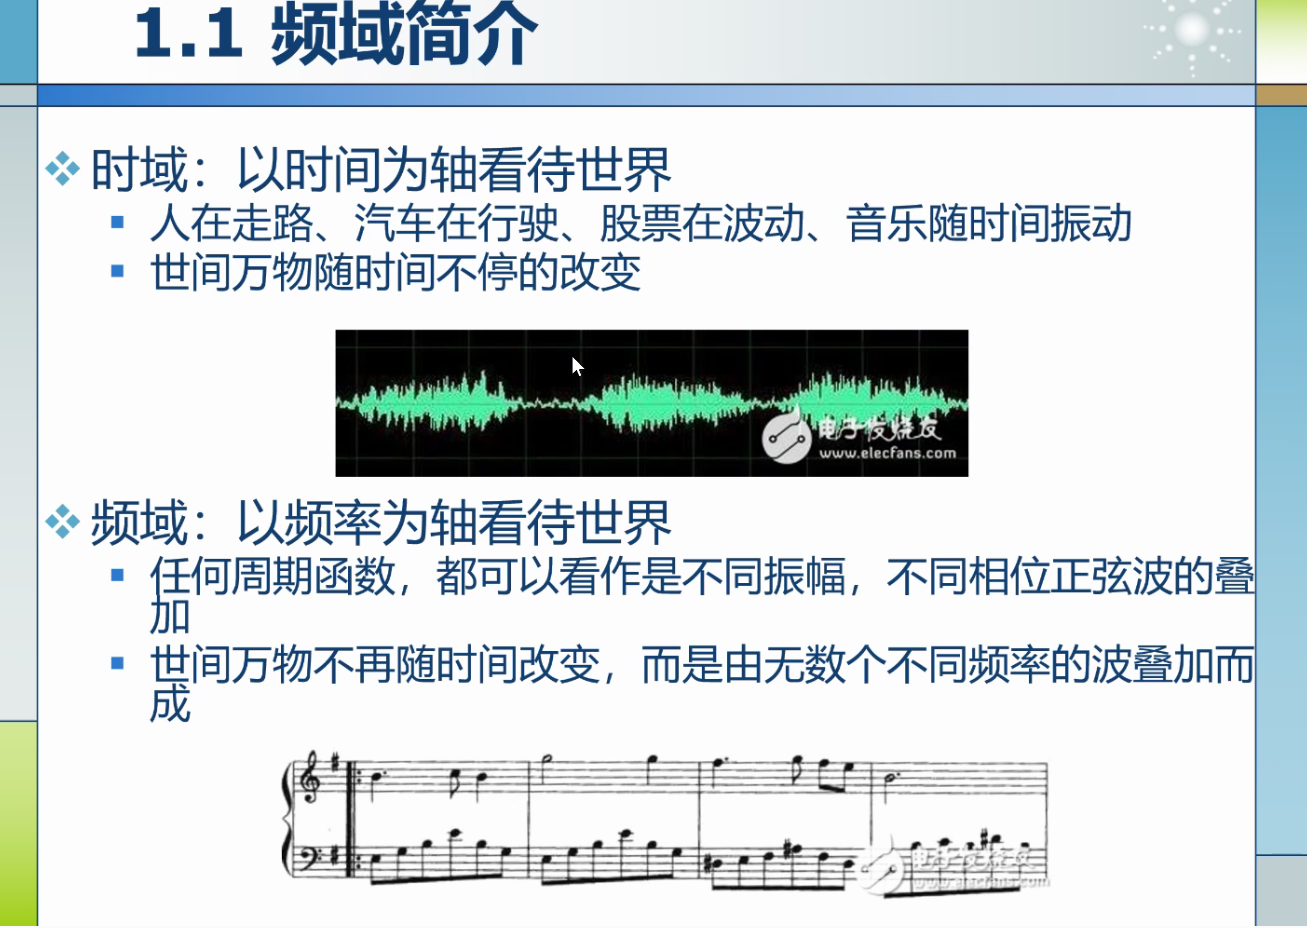 1.1 频域简介
时域：以时间为轴看待世界
人在走路、汽车在行驶、股票在波动、音乐随时间振动
世间万物随时间不停的改变
电子发烧友
www.elecfans.com
频域：以频率为轴看待世界
任何周期函数，都可以看作是不同振幅，不同相位正弦波的叠
加
世间万物不再随时间改变，而是由无数个不同频率的波叠加而
成
电子发烧友
www.elecfans.com